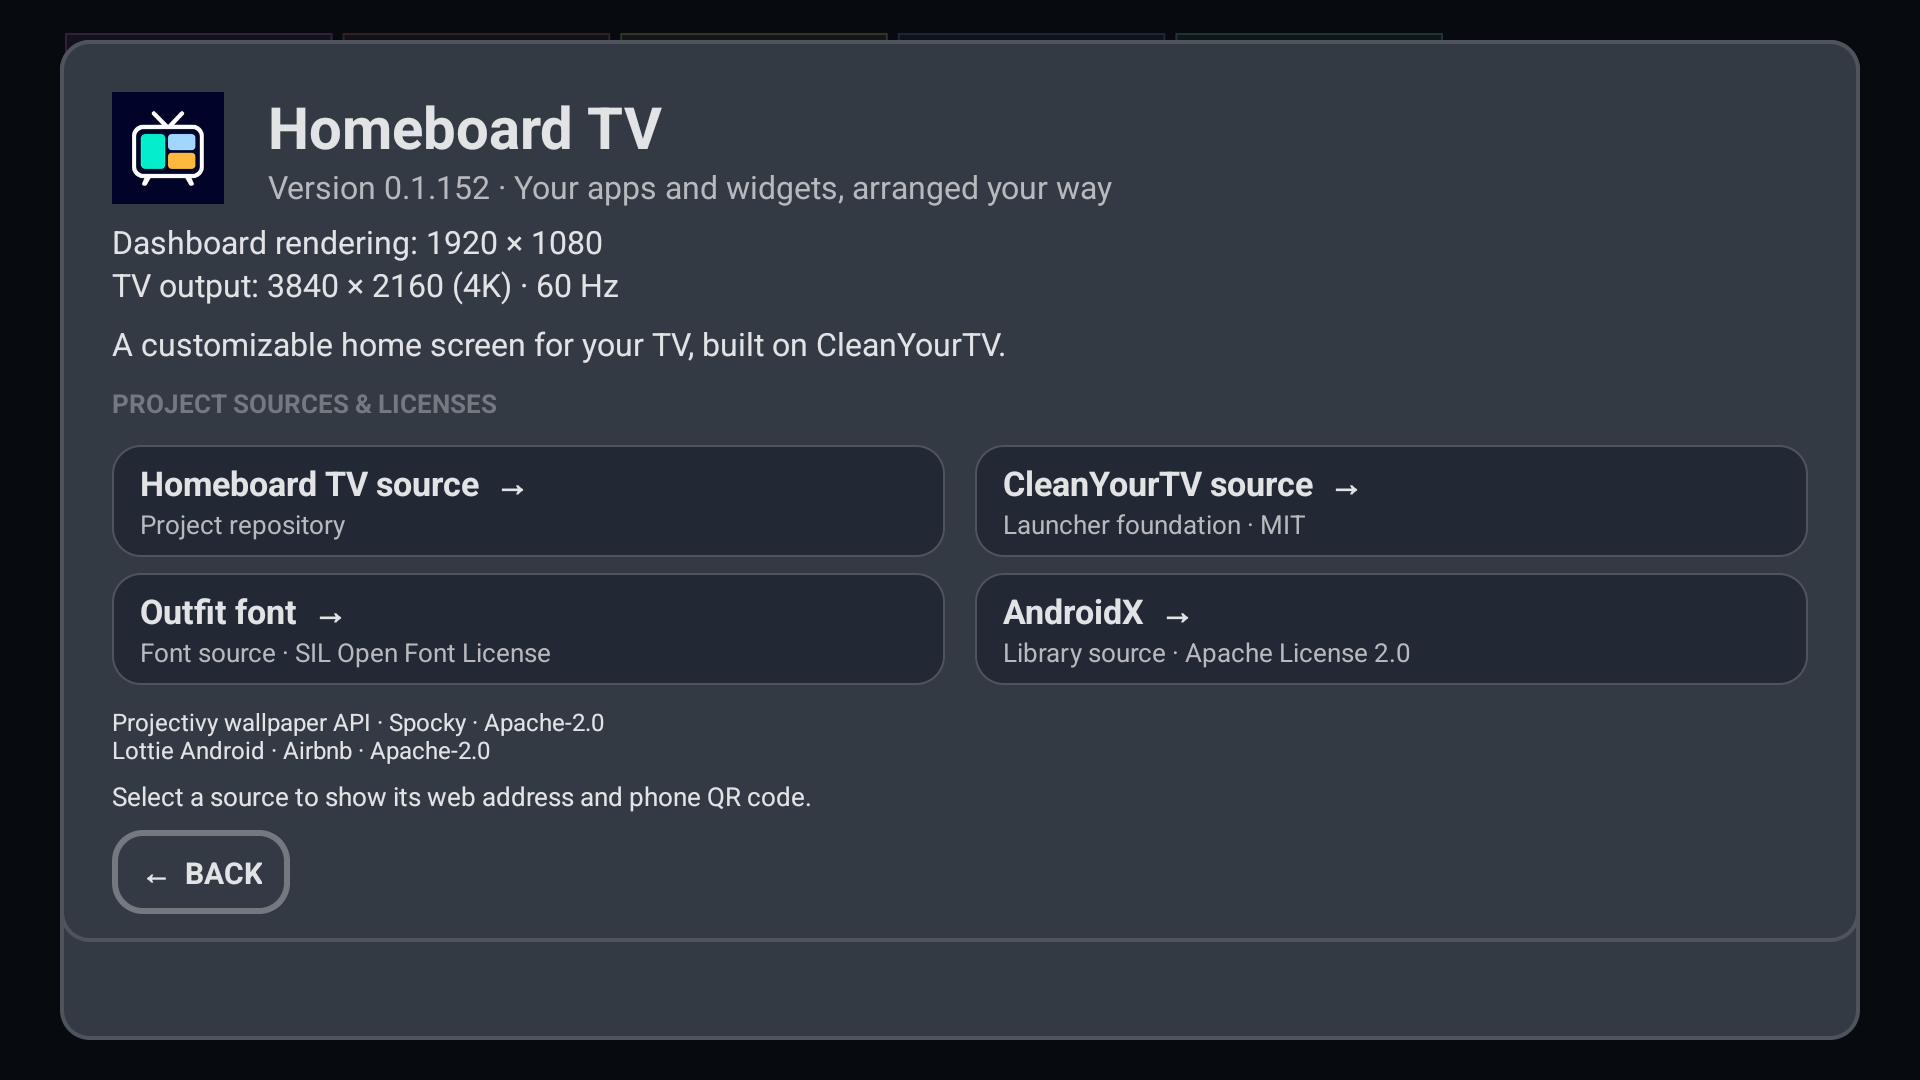 Homeboard TV
Version 0.1.152 · Your apps and widgets, arranged your way
Dashboard rendering: 1920 × 1080
TV output: 3840 × 2160 (4K) · 60 Hz
A customizable home screen for your TV, built on CleanYourTV.
PROJECT SOURCES & LICENSES
Homeboard TV source →
Project repository
CleanYourTV source →
Launcher foundation · MIT
Outfit font →
Font source · SIL Open Font License
AndroidX →
Library source · Apache License 2.0
Projectivy wallpaper API · Spocky · Apache-2.0
Lottie Android · Airbnb · Apache-2.0
Select a source to show its web address and phone QR code.
← BACK